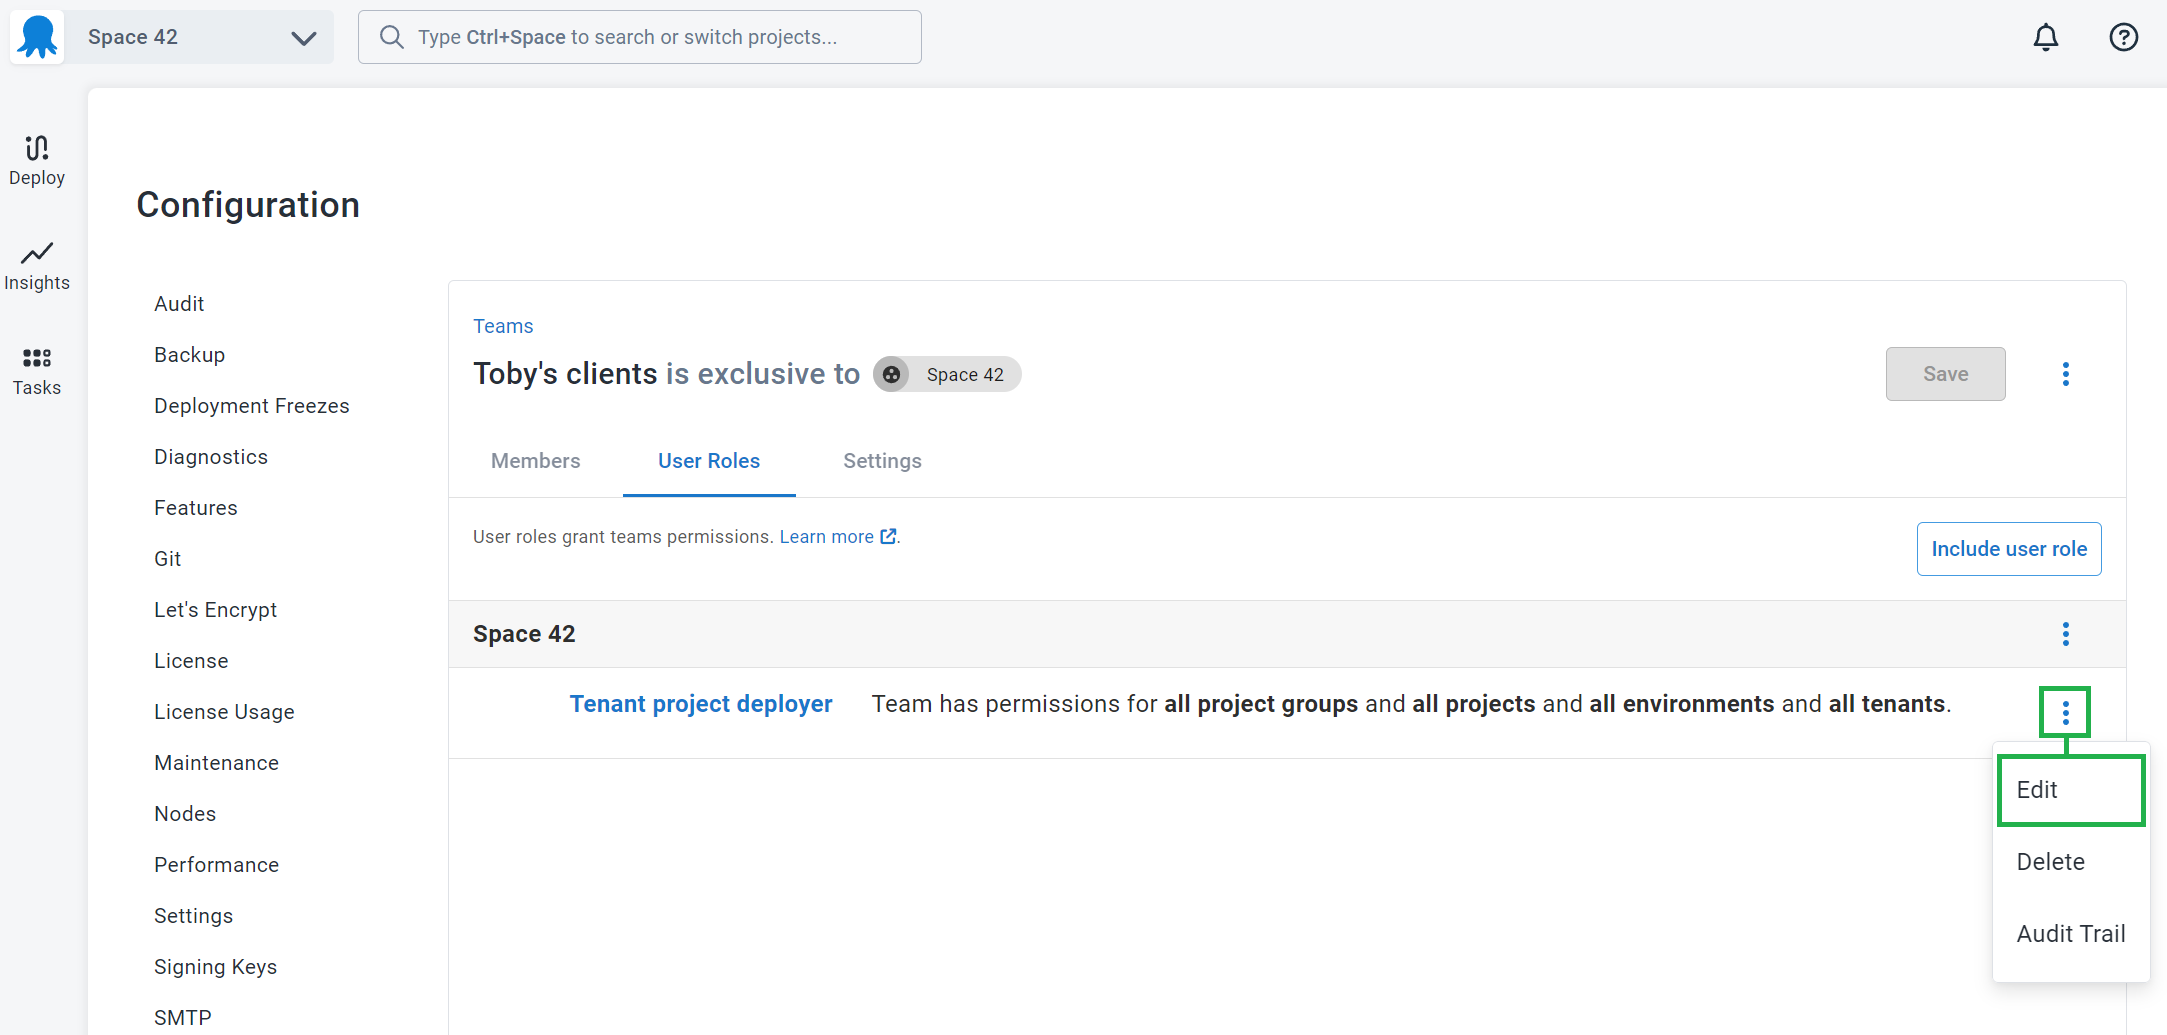 Space 42
Type Ctrl+Space to search or switch projects...
Deploy
Insights
Tasks
Configuration
Audit
Backup
Deployment Freezes
Diagnostics
Features
Git
Let's Encrypt
License
License Usage
Maintenance
Nodes
Performance
Settings
Signing Keys
SMTP
Teams
Toby's clients is exclusive to Space 42
Save
Members User Roles Settings
User roles grant teams permissions. Learn more.
Include user role
Space 42
Tenant project deployer Team has permissions for all project groups and all projects and all environments and all tenants.
Edit
Delete
Audit Trail